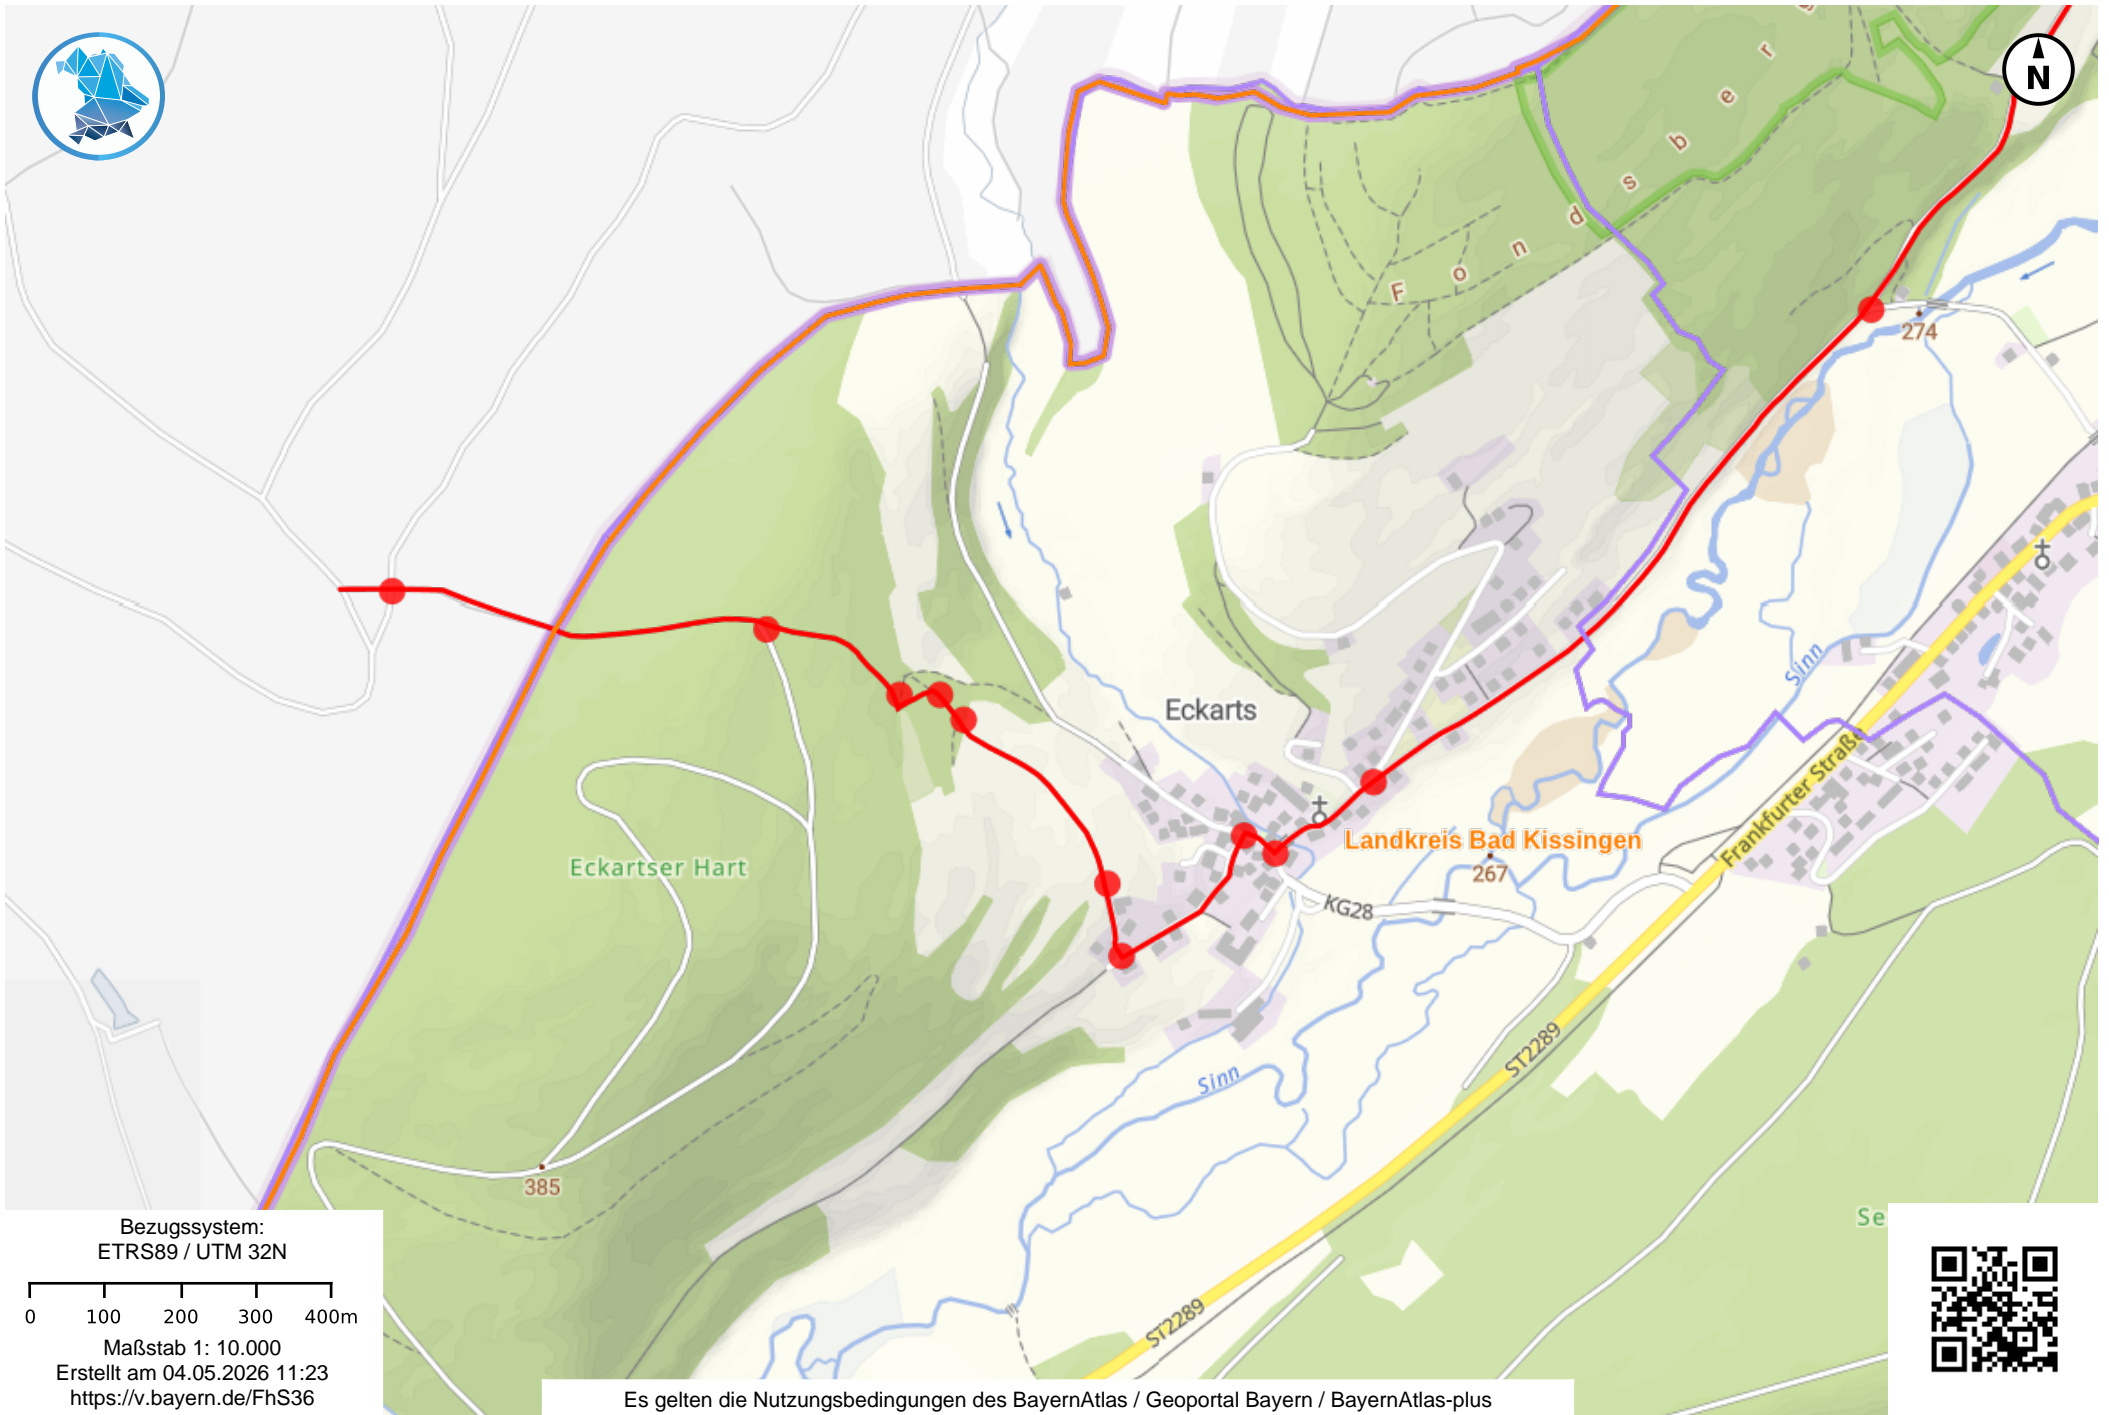 N
Fondsberg
274
Eckarts
Sinn
Frankfurter Straße
Landkreis Bad Kissingen
267
Eckartser Hart
KG28
ST2289
Sinn
385
Se
ST2289
Bezugssystem:
ETRS89 / UTM 32N
0 100 200 300 400m
Maßstab 1: 10.000
Erstellt am 04.05.2026 11:23
https://v.bayern.de/FhS36
Es gelten die Nutzungsbedingungen des BayernAtlas / Geoportal Bayern / BayernAtlas-plus